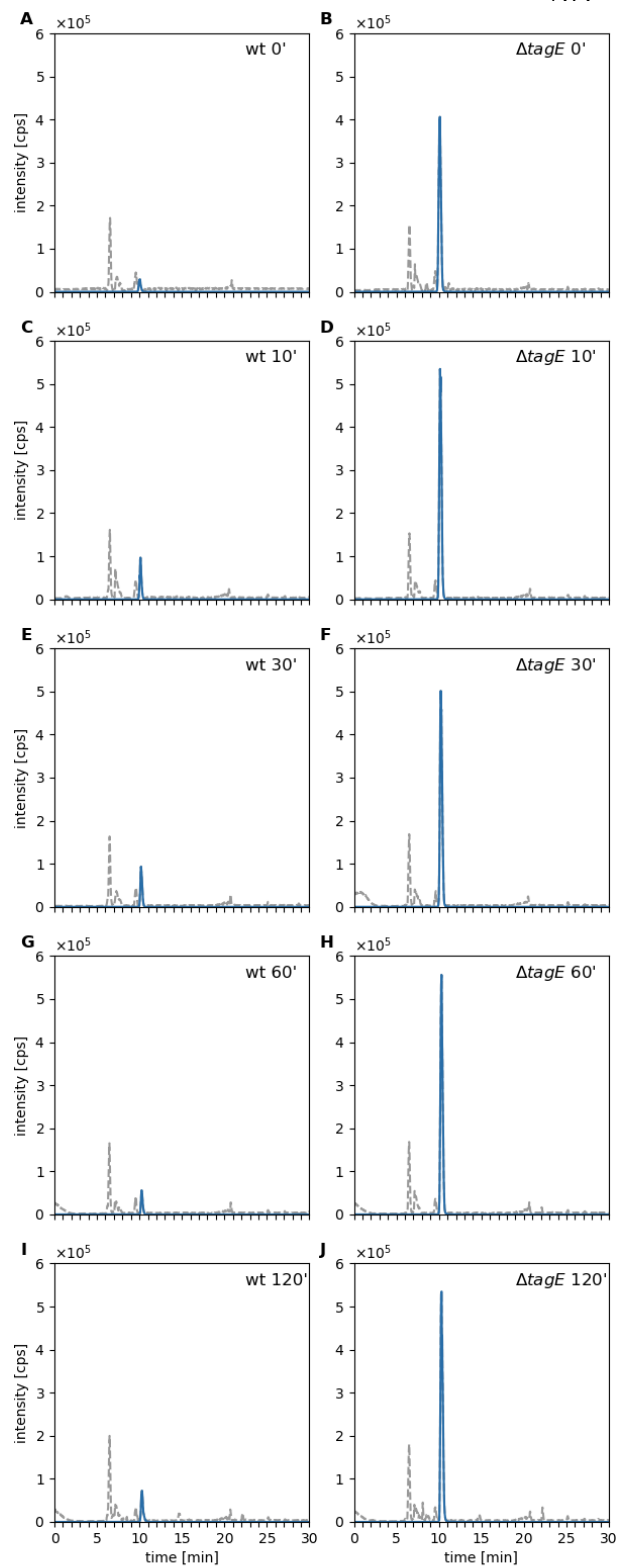 A
×10⁵
wt 0'
6
5
4
3
2
1
0
intensity [cps]
B
×10⁵
ΔtagE 0'
6
5
4
3
2
1
0
C
×10⁵
wt 10'
6
5
4
3
2
1
0
intensity [cps]
D
×10⁵
ΔtagE 10'
6
5
4
3
2
1
0
E
×10⁵
wt 30'
6
5
4
3
2
1
0
intensity [cps]
F
×10⁵
ΔtagE 30'
6
5
4
3
2
1
0
G
×10⁵
wt 60'
6
5
4
3
2
1
0
intensity [cps]
H
×10⁵
ΔtagE 60'
6
5
4
3
2
1
0
I
×10⁵
wt 120'
6
5
4
3
2
1
0
intensity [cps]
0 5 10 15 20 25 30
time [min]
J
×10⁵
ΔtagE 120'
6
5
4
3
2
1
0
0 5 10 15 20 25 30
time [min]